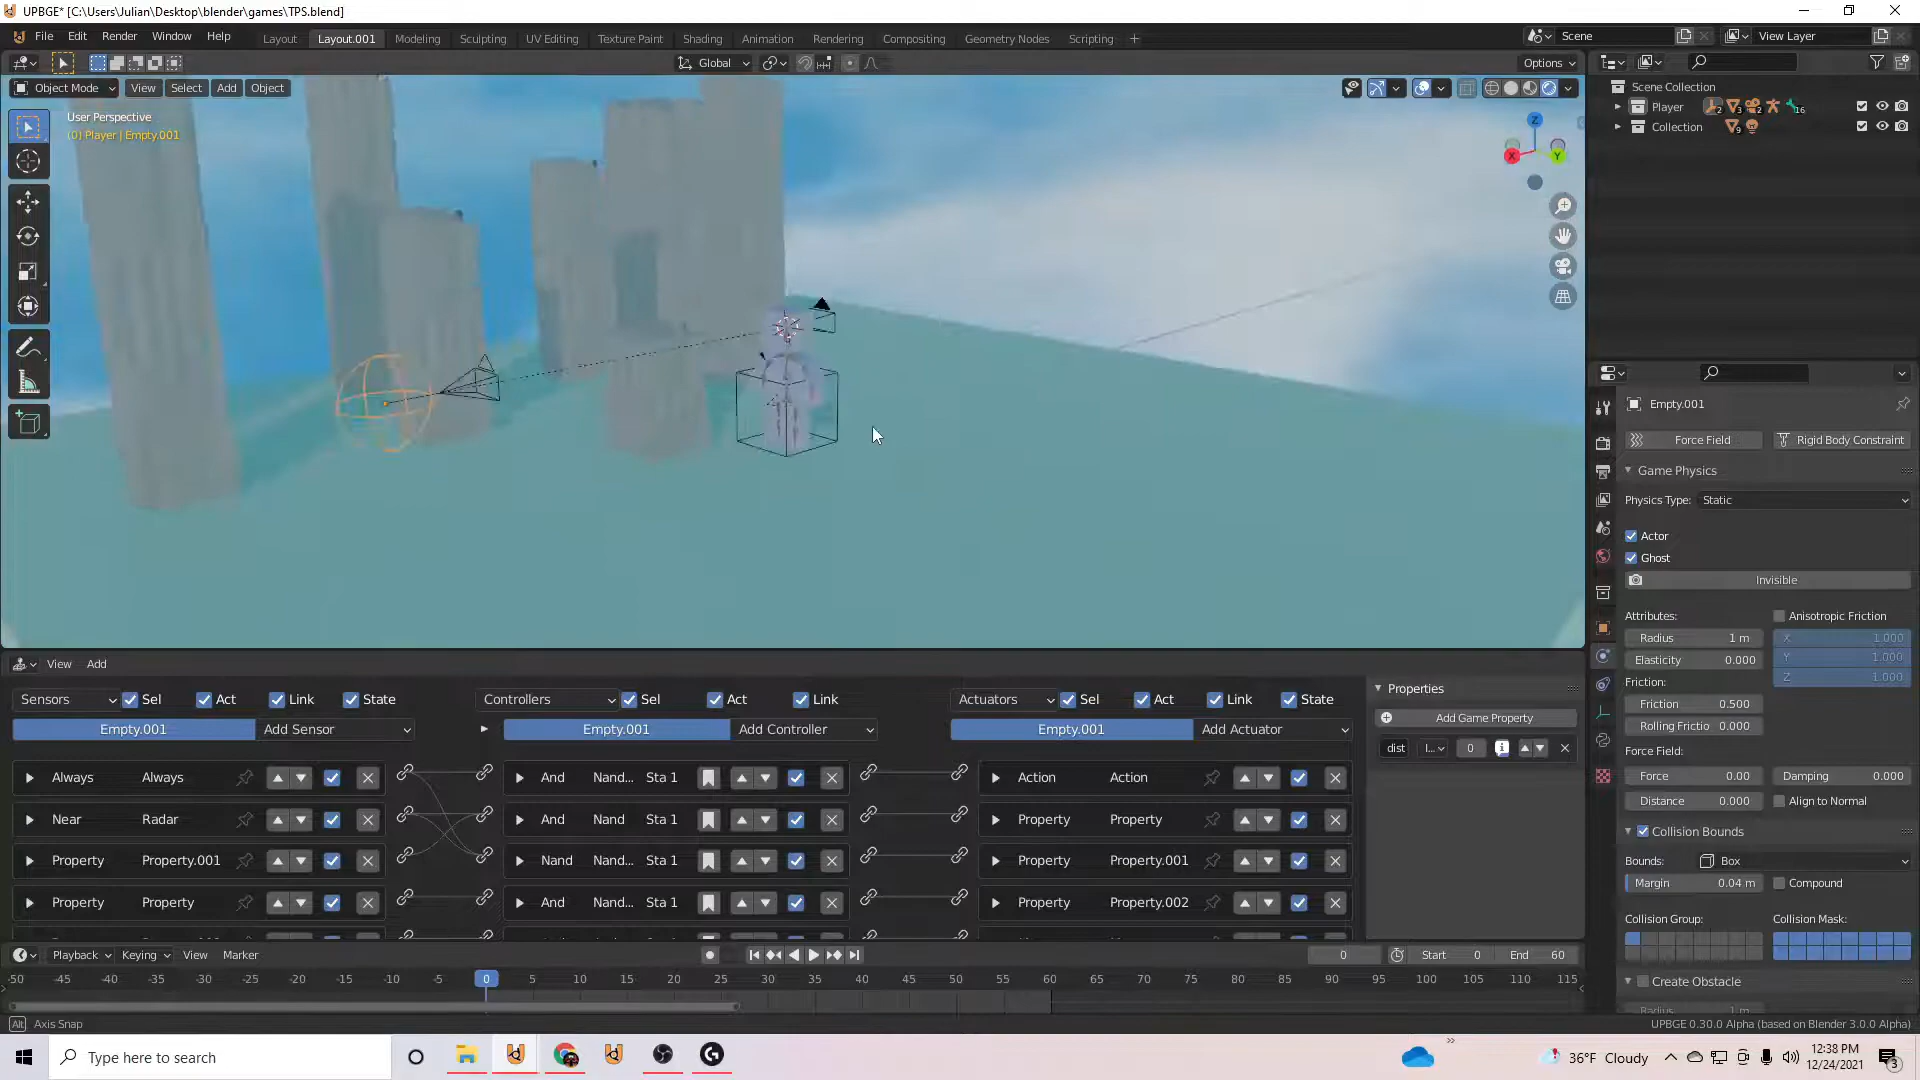 UPBGE* [C:\Users\Julian\Desktop\blender\games\TPS.blend]
File Edit Render Window Help Layout Layout.001 Modeling Sculpting UV Editing Texture Paint Shading Animation Rendering Compositing Geometry Nodes Scripting + Scene View Layer
Global Options
Object Mode View Select Add Object
User Perspective
(0) Player | Empty.001
Z
X
Y
Scene Collection
Player 2 3 2 16
Collection 9
Empty.001
Force Field Rigid Body Constraint
Game Physics
Physics Type: Static
Actor
Ghost
Invisible
Attributes: Anisotropic Friction
Radius 1 m X 1.000
Elasticity 0.000 Y 1.000
Friction: Z 1.000
Friction 0.500
Rolling Frictio 0.000
Force Field:
Force 0.00 Damping 0.000
Distance 0.000 Align to Normal
Collision Bounds
Bounds: Box
Margin 0.04 m Compound
Collision Group: Collision Mask:
Create Obstacle
Radius 1 m
View Add
Sensors Sel Act Link State Controllers Sel Act Link Actuators Sel Act Link State Properties
Empty.001 Add Sensor Empty.001 Add Controller Empty.001 Add Actuator Add Game Property
dist I... 0
Always Always And Nand... Sta 1 Action Action
Near Radar And Nand Sta 1 Property Property
Property Property.001 Nand Nand... Sta 1 Property Property.001
Property Property And Nand... Sta 1 Property Property.002
Playback Keying View Marker 0 Start 0 End 60
-50 -45 -40 -35 -30 -25 -20 -15 -10 -5 0 5 10 15 20 25 30 35 40 45 50 55 60 65 70 75 80 85 90 95 100 105 110 115
Alt Axis Snap UPBGE 0.30.0 Alpha (based on Blender 3.0.0 Alpha)
Type here to search 36°F Cloudy 12:38 PM
12/24/2021
3